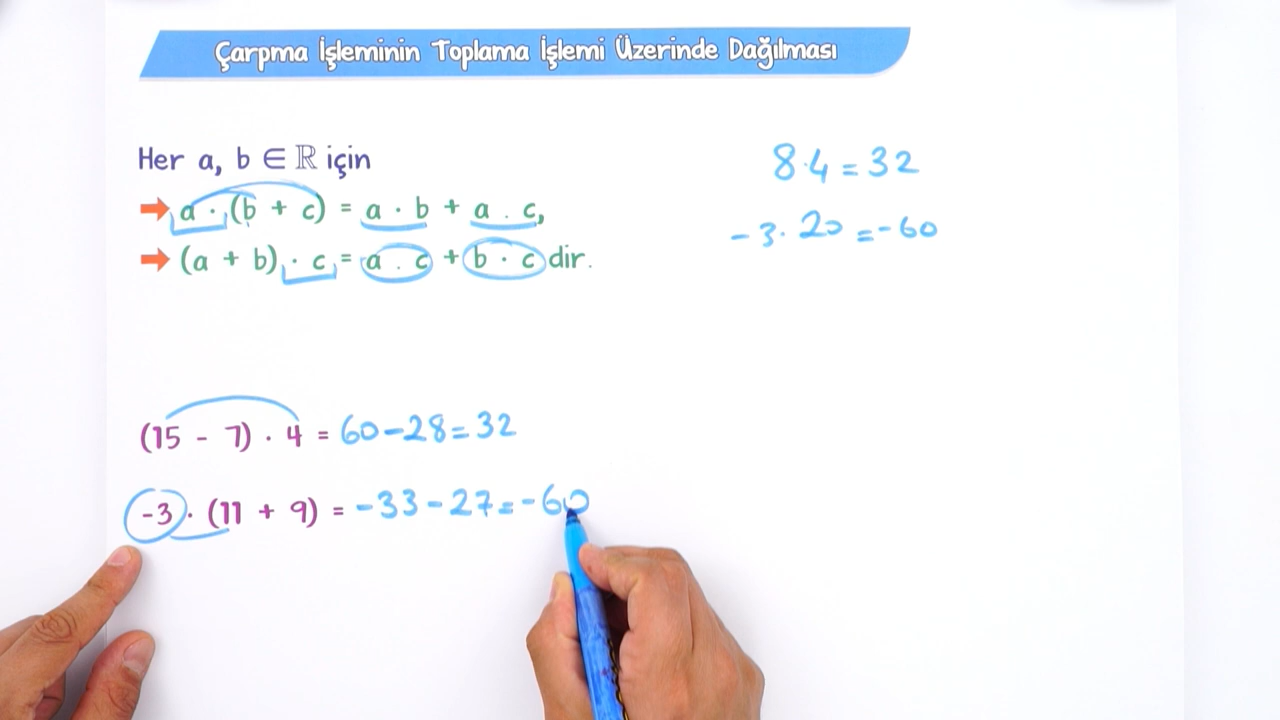 Çarpma İşleminin Toplama İşlemi Üzerinde Dağılması
Her a, b ∈ ℝ için
➡ a · (b + c) = a · b + a . c,
➡ (a + b) · c = a . c + b · c dir.
8·4 = 32
-3·20 = -60
(15 - 7) · 4 = 60-28=32
-3 · (11 + 9) = -33-27=-60